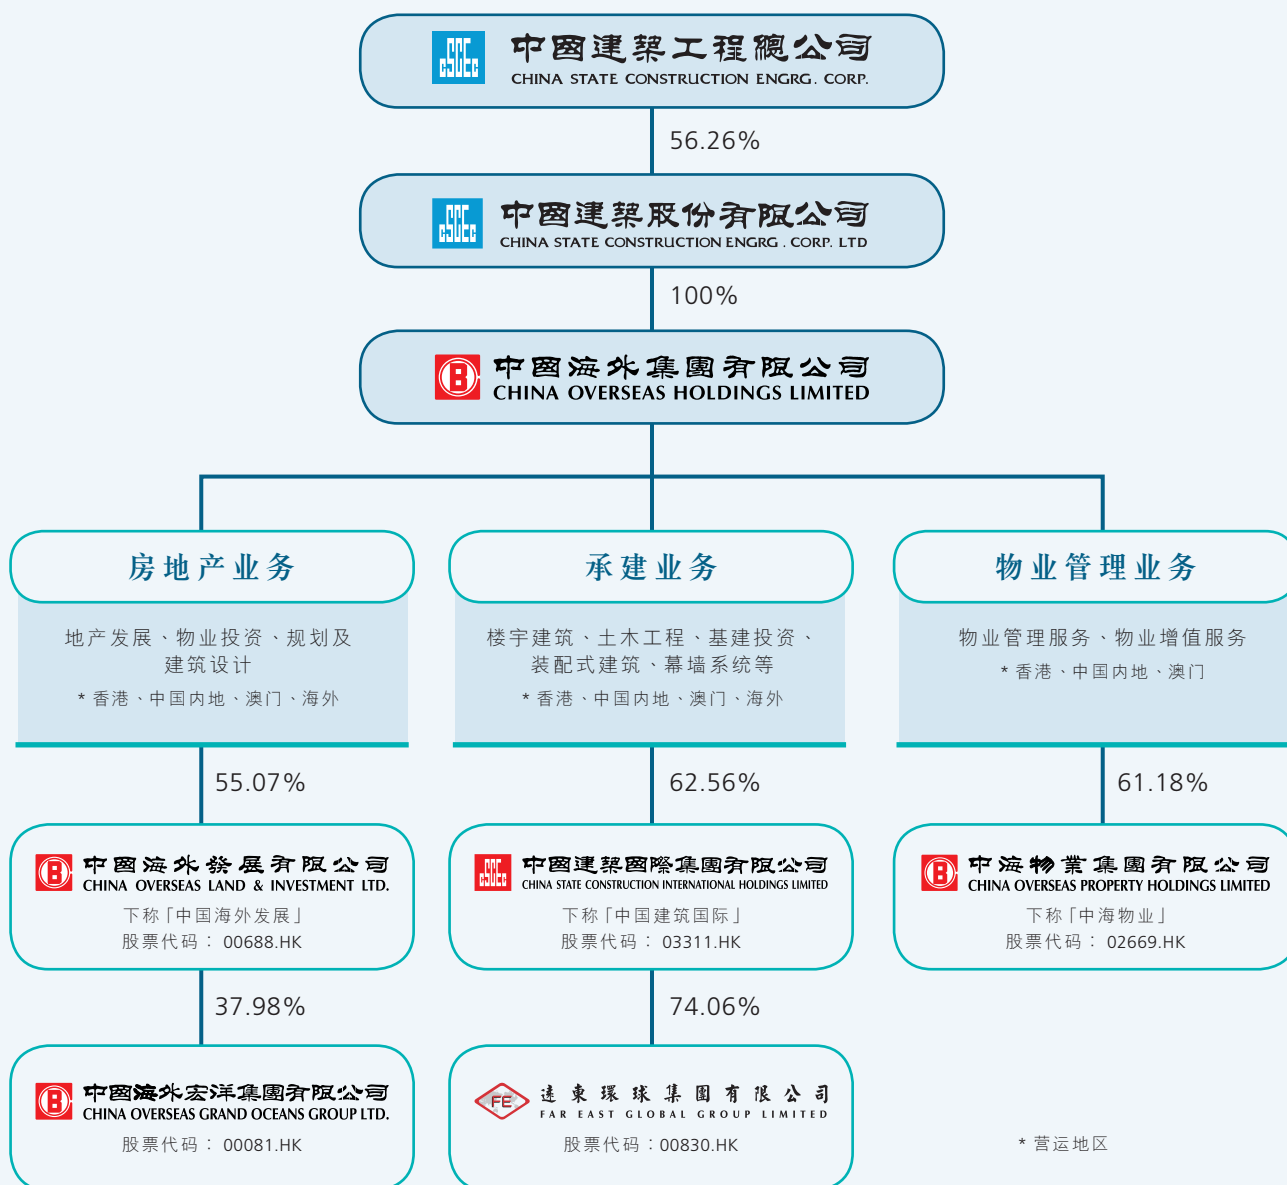 中國建築工程總公司
CHINA STATE CONSTRUCTION ENGRG. CORP.
56.26%
中國建築股份有限公司
CHINA STATE CONSTRUCTION ENGRG. CORP. LTD
100%
中國海外集團有限公司
CHINA OVERSEAS HOLDINGS LIMITED
房地产业务
地产发展、物业投资、规划及
建筑设计
* 香港、中国内地、澳门、海外
承建业务
楼宇建筑、土木工程、基建投资、
装配式建筑、幕墙系统等
* 香港、中国内地、澳门、海外
物业管理业务
物业管理服务、物业增值服务
* 香港、中国内地、澳门
55.07%
62.56%
61.18%
中國海外發展有限公司
CHINA OVERSEAS LAND & INVESTMENT LTD.
下称「中国海外发展」
股票代码：00688.HK
中國建築國際集團有限公司
CHINA STATE CONSTRUCTION INTERNATIONAL HOLDINGS LIMITED
下称「中国建筑国际」
股票代码：03311.HK
中海物業集團有限公司
CHINA OVERSEAS PROPERTY HOLDINGS LIMITED
下称「中海物业」
股票代码：02669.HK
37.98%
74.06%
中國海外宏洋集團有限公司
CHINA OVERSEAS GRAND OCEANS GROUP LTD.
股票代码：00081.HK
FE
遠東環球集團有限公司
FAR EAST GLOBAL GROUP LIMITED
股票代码：00830.HK
* 营运地区